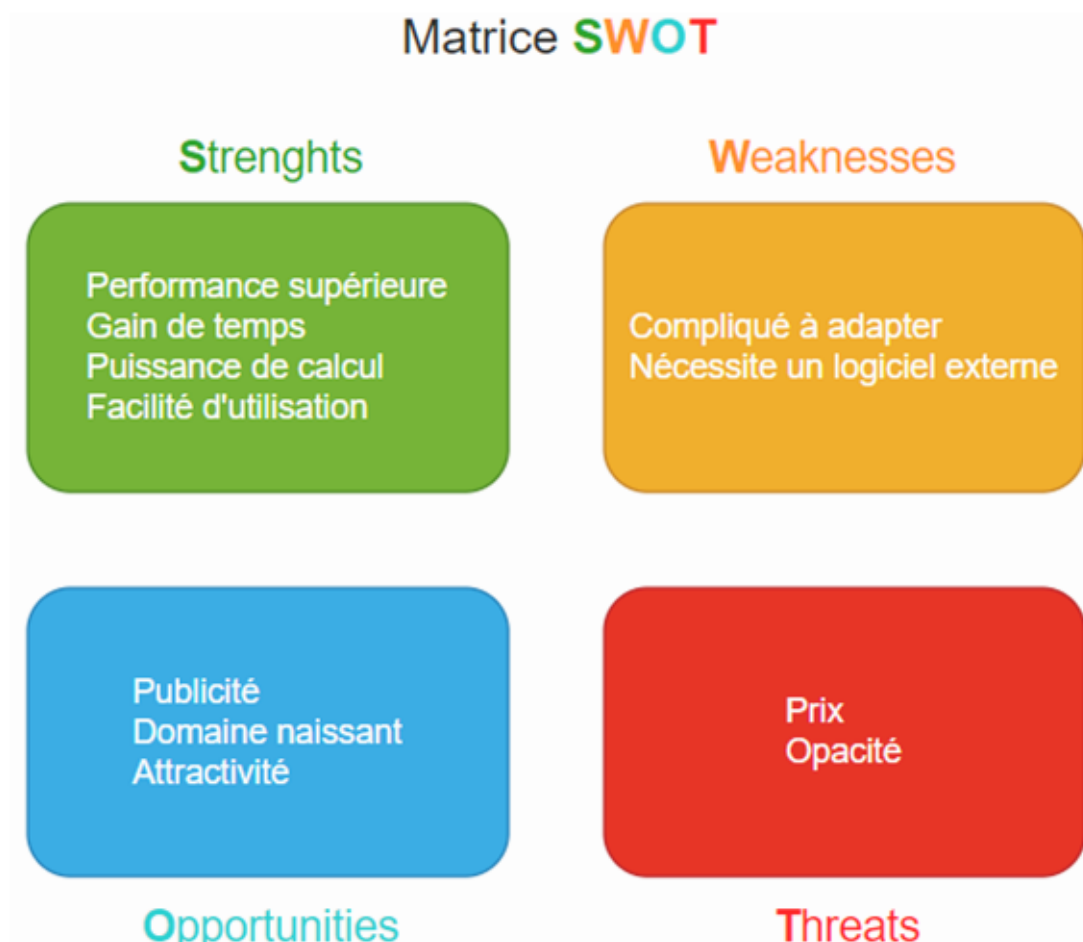 Matrice SWOT
Strenghts
Weaknesses
Performance supérieure
Gain de temps
Puissance de calcul
Facilité d'utilisation
Compliqué à adapter
Nécessite un logiciel externe
Publicité
Domaine naissant
Attractivité
Prix
Opacité
Opportunities
Threats